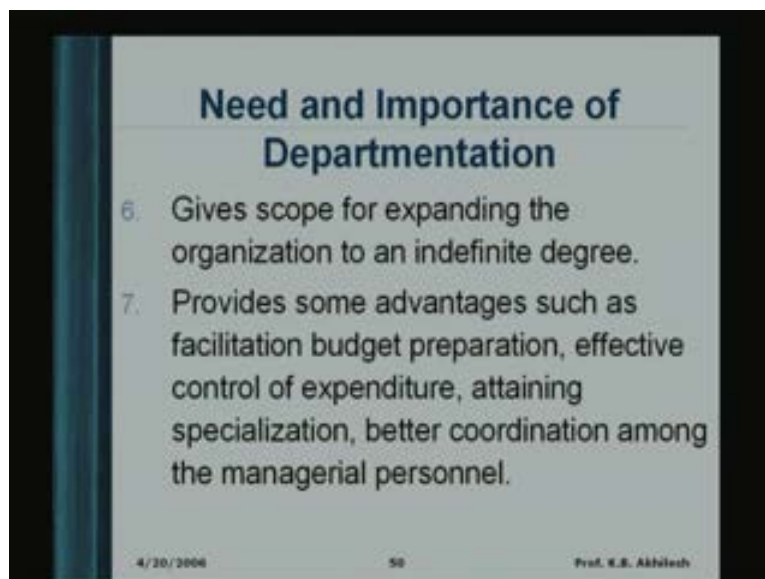 Need and Importance of
Departmentation
6. Gives scope for expanding the
organization to an indefinite degree.
7. Provides some advantages such as
facilitation budget preparation, effective
control of expenditure, attaining
specialization, better coordination among
the managerial personnel.
4/20/2006 50 Prof. K.B. Akhilesh